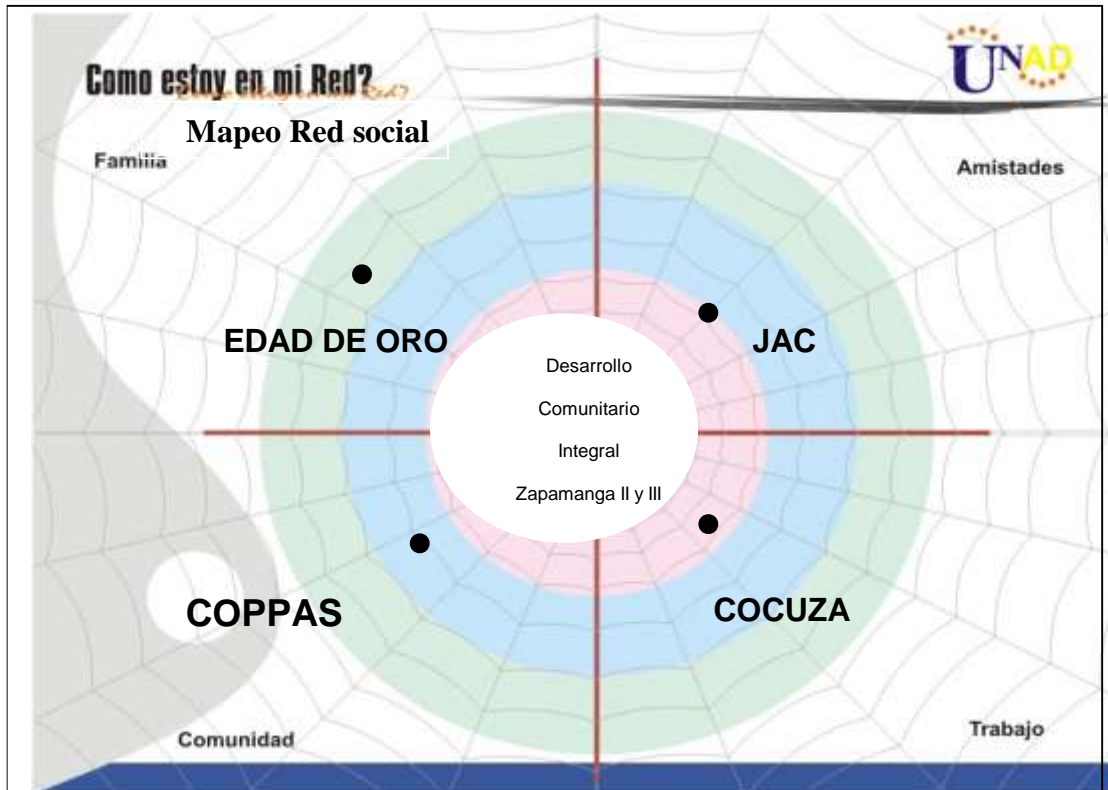 Como estoy en mi Red?
UNAD
Mapeo Red social
Familia
Amistades
EDAD DE ORO
JAC
Desarrollo
Comunitario
Integral
Zapamanga II y III
COPPAS
COCUZA
Comunidad
Trabajo